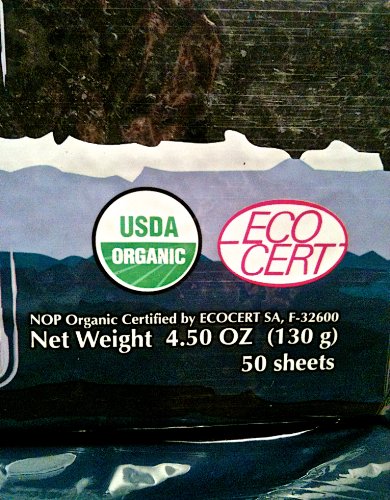 USDA
ORGANIC
ECO
CERT
NOP Organic Certified by ECOCERT SA, F-32600
Net Weight 4.50 OZ (130 g)
50 sheets